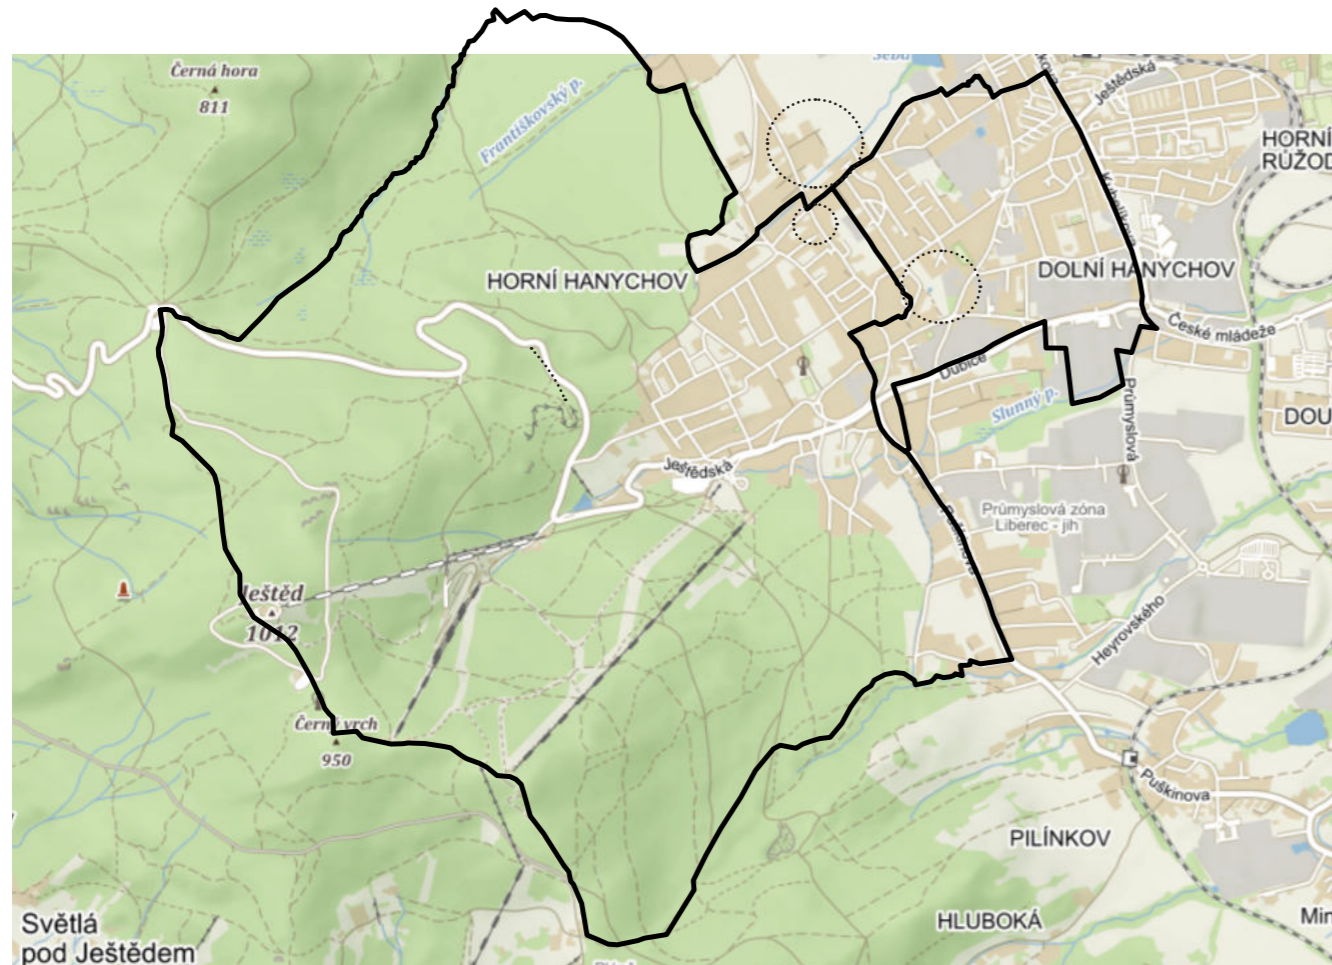 Černá hora
811
Františkovský p.
Ještědská
HORNÍ
RŮŽOD
HORNÍ HANYCHOV
DOLNÍ HANYCHOV
České mládeže
Dubice
Slunný p.
Průmyslová
DOU
Ještědská
Průmyslová zóna
Liberec - jih
Ještěd
1012
Heyrovského
Černý vrch
950
Puškinova
PILÍNKOV
HLUBOKÁ
Min
Světlá
pod Ještědem